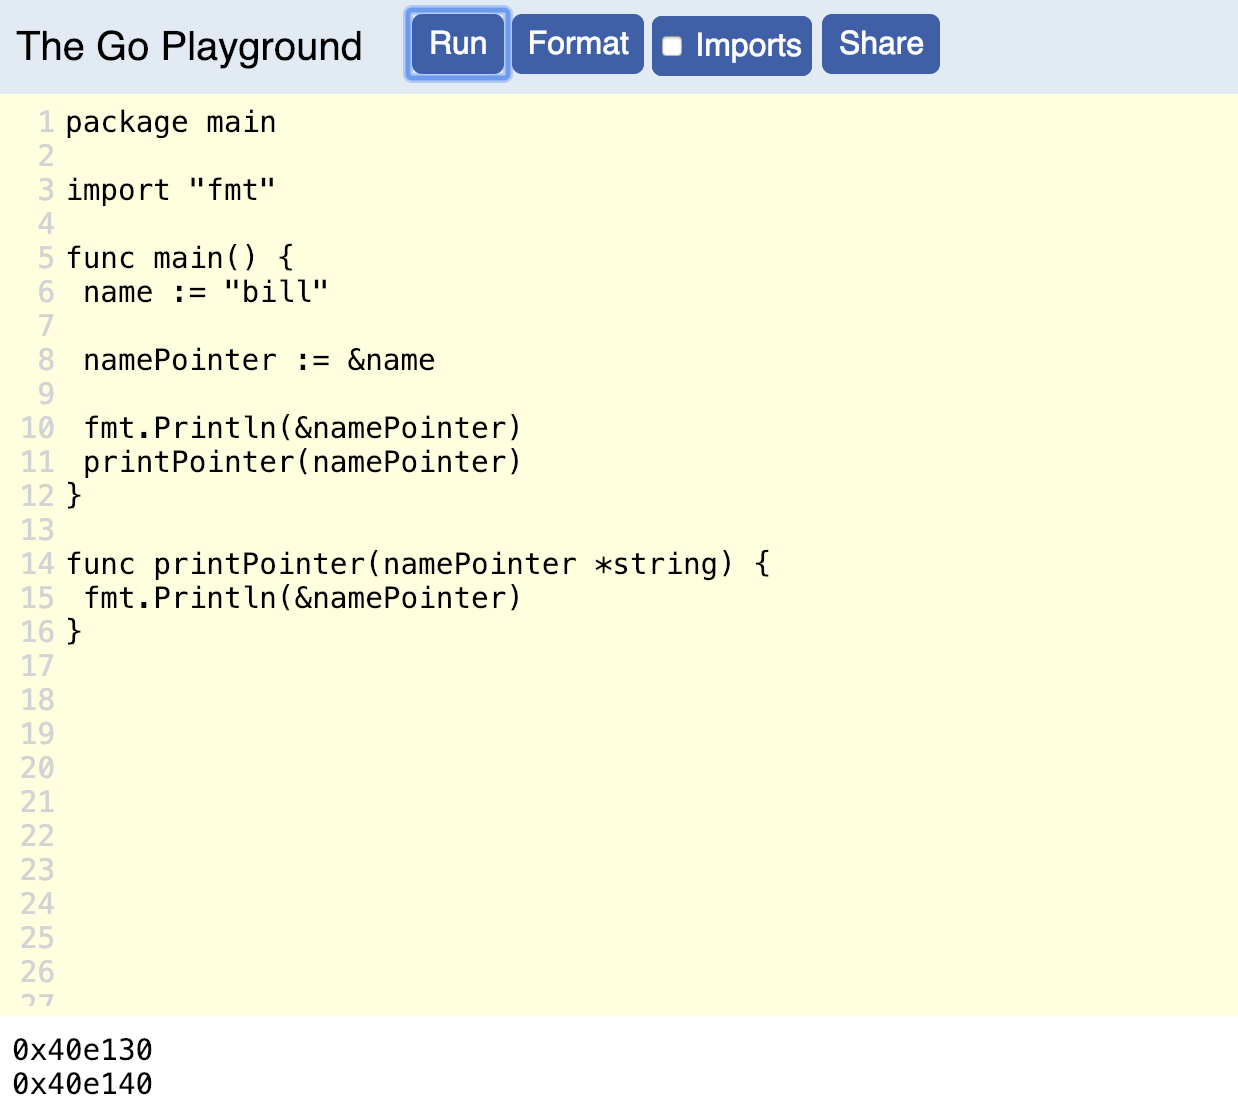 The Go Playground Run Format Imports Share
1 package main
2
3 import "fmt"
4
5 func main() {
6  name := "bill"
7
8  namePointer := &name
9
10  fmt.Println(&namePointer)
11  printPointer(namePointer)
12 }
13
14 func printPointer(namePointer *string) {
15  fmt.Println(&namePointer)
16 }
17
18
19
20
21
22
23
24
25
26
27
0x40e130
0x40e140